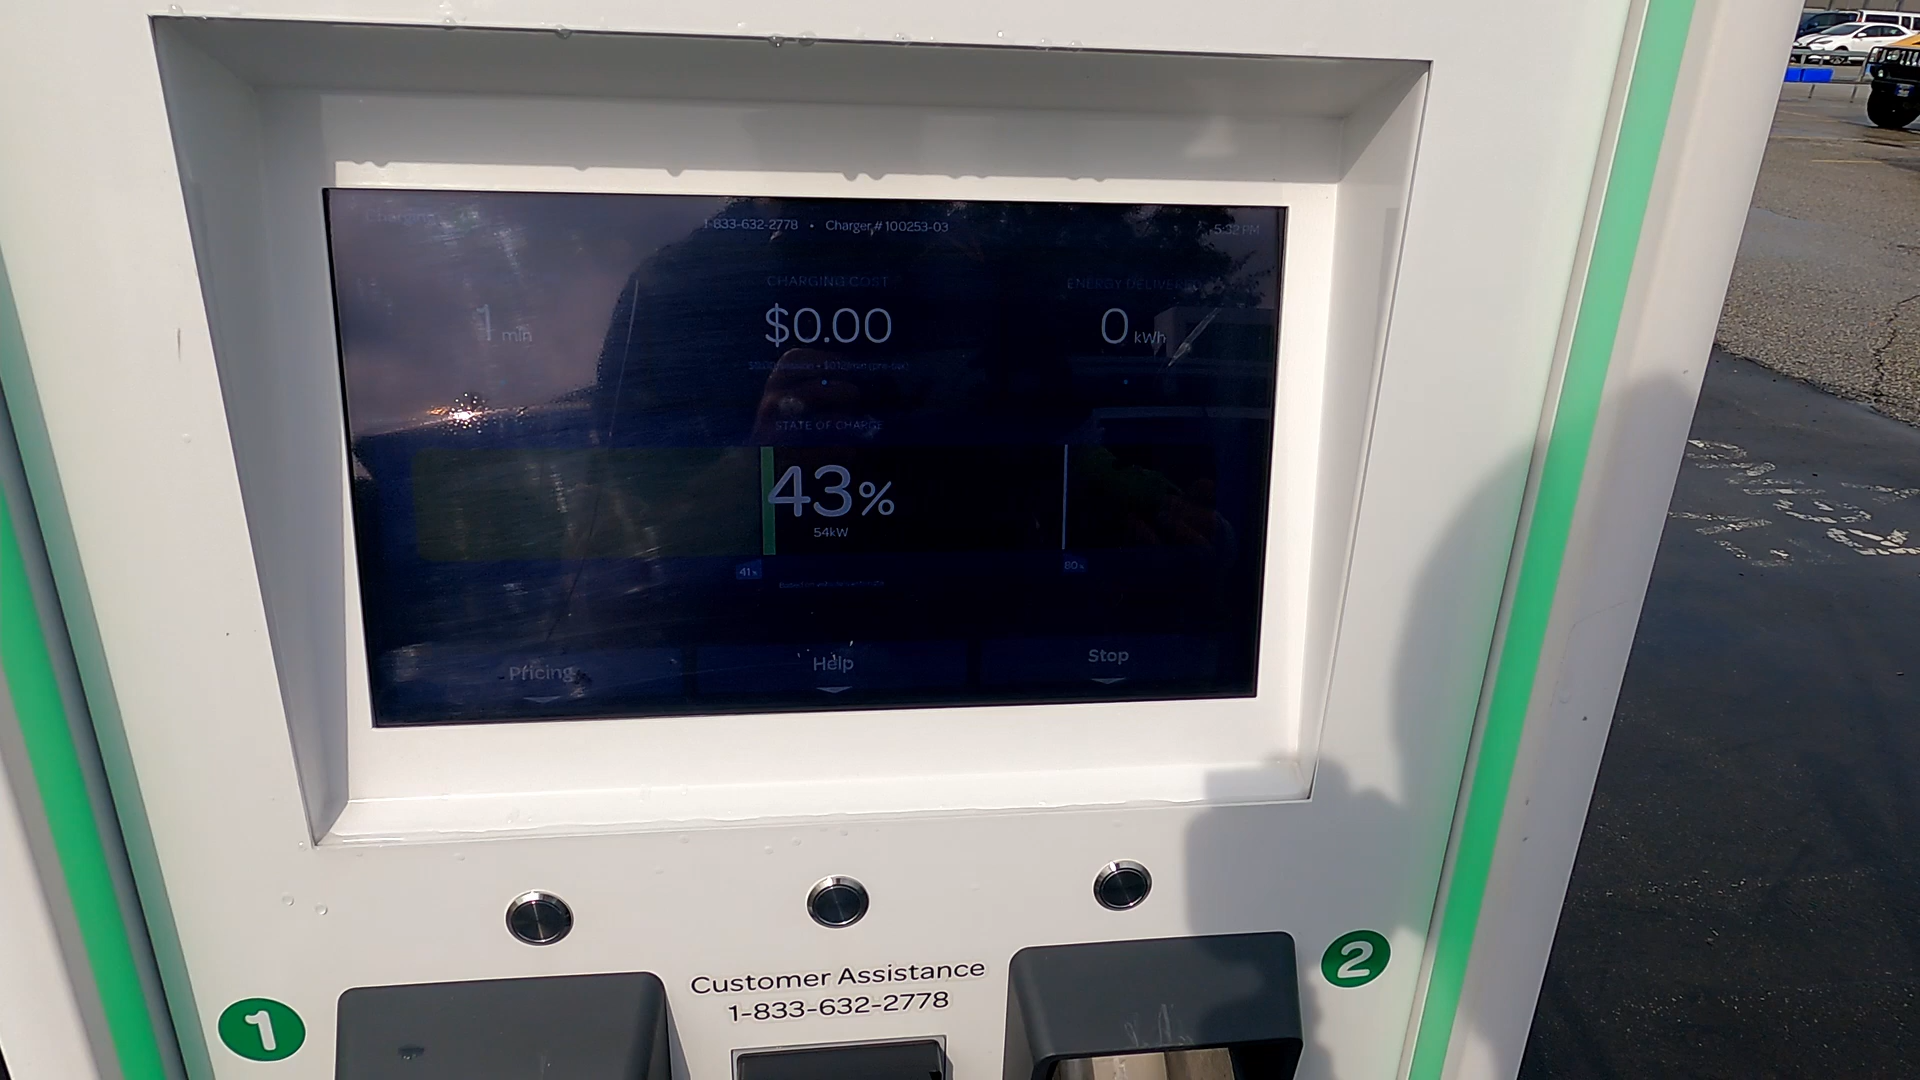 Charging
1-833-632-2778 • Charger # 100253-03
5:32 PM
CHARGING COST
ENERGY DELIVERED
1 min
$0.00
0 kWh
STATE OF CHARGE
43%
54kW
41%
80%
Pricing
Help
Stop
Customer Assistance
1-833-632-2778
1
2